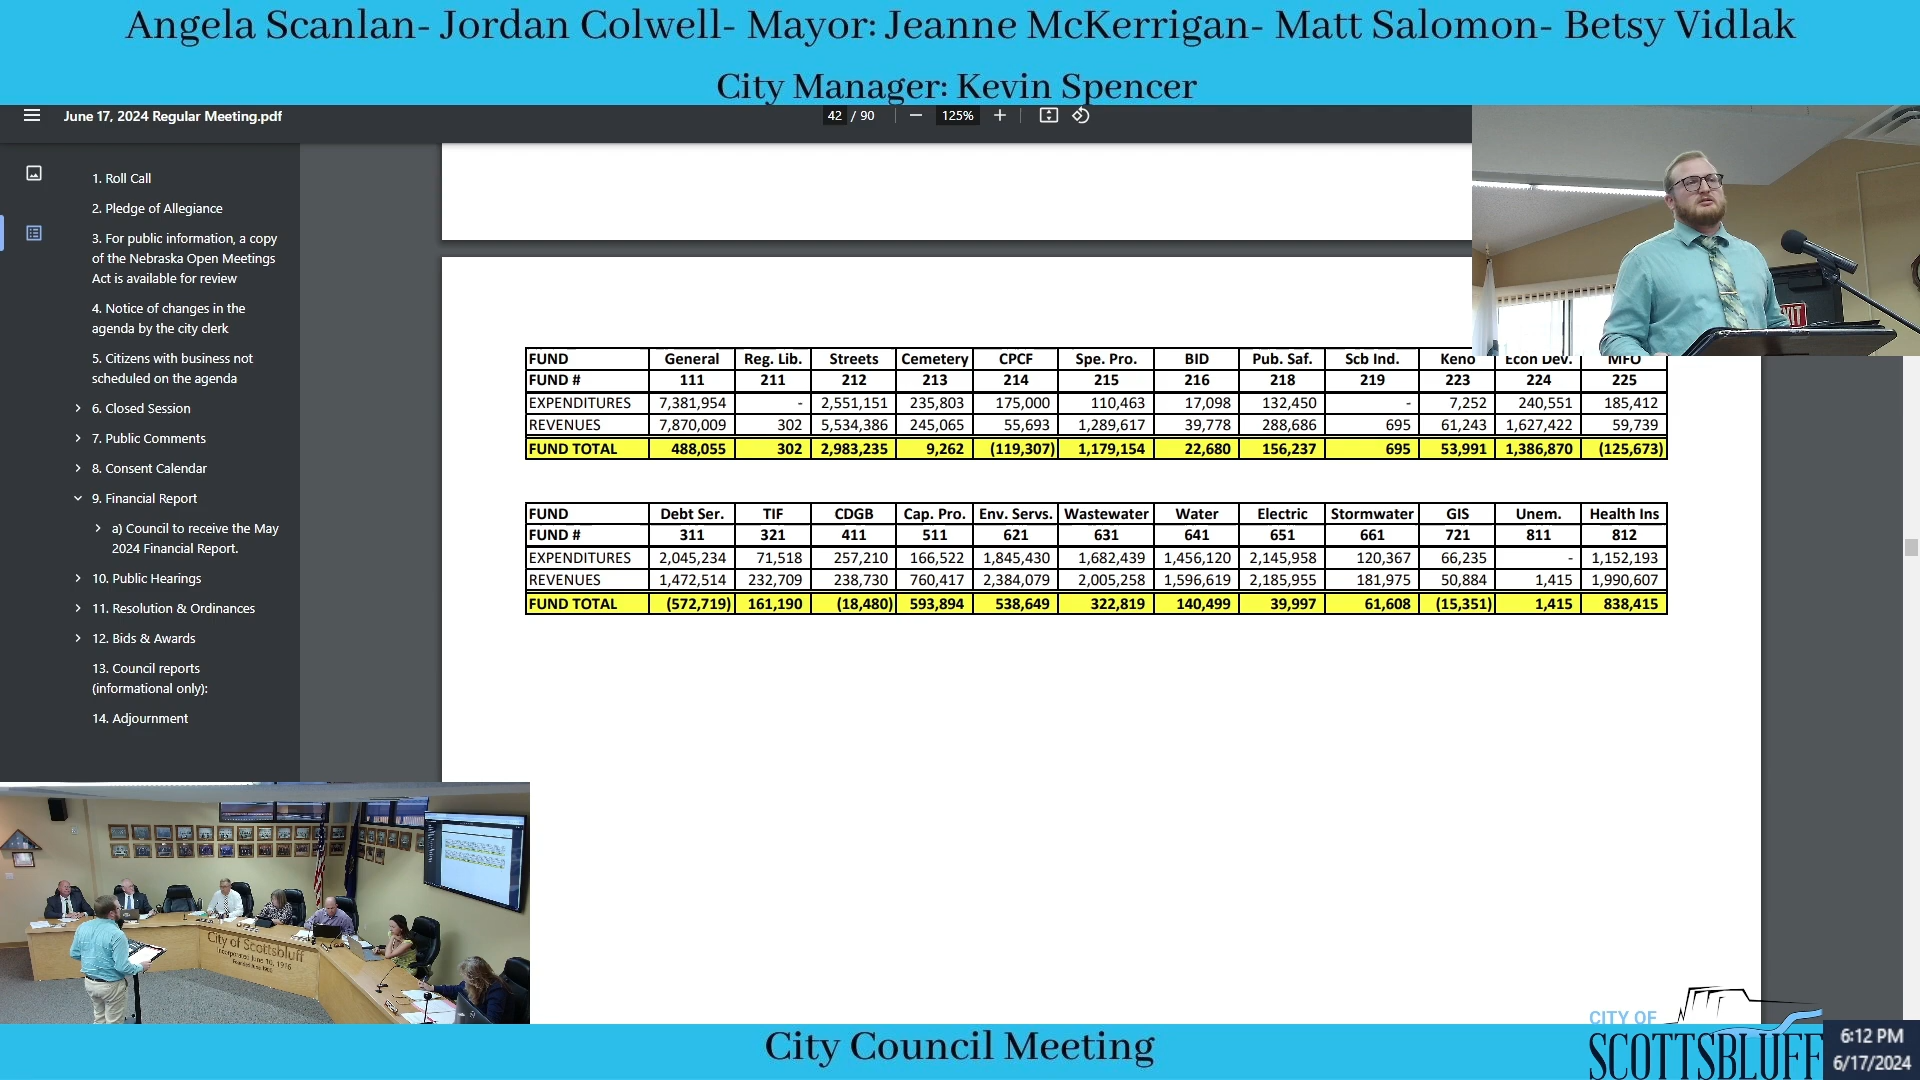 Angela Scanlan- Jordan Colwell- Mayor: Jeanne McKerrigan- Matt Salomon- Betsy Vidlak
City Manager: Kevin Spencer
June 17, 2024 Regular Meeting.pdf
42 / 90
125%
1. Roll Call
2. Pledge of Allegiance
3. For public information, a copy
of the Nebraska Open Meetings
Act is available for review
4. Notice of changes in the
agenda by the city clerk
5. Citizens with business not
scheduled on the agenda
6. Closed Session
7. Public Comments
8. Consent Calendar
9. Financial Report
a) Council to receive the May
2024 Financial Report.
10. Public Hearings
11. Resolution & Ordinances
12. Bids & Awards
13. Council reports
(informational only):
14. Adjournment
FUND General Reg. Lib. Streets Cemetery CPCF Spe. Pro. BID Pub. Saf. Scb Ind. Keno Econ Dev. MFO
FUND # 111 211 212 213 214 215 216 218 219 223 224 225
EXPENDITURES 7,381,954 - 2,551,151 235,803 175,000 110,463 17,098 132,450 - 7,252 240,551 185,412
REVENUES 7,870,009 302 5,534,386 245,065 55,693 1,289,617 39,778 288,686 695 61,243 1,627,422 59,739
FUND TOTAL 488,055 302 2,983,235 9,262 (119,307) 1,179,154 22,680 156,237 695 53,991 1,386,870 (125,673)
FUND Debt Ser. TIF CDGB Cap. Pro. Env. Servs. Wastewater Water Electric Stormwater GIS Unem. Health Ins
FUND # 311 321 411 511 621 631 641 651 661 721 811 812
EXPENDITURES 2,045,234 71,518 257,210 166,522 1,845,430 1,682,439 1,456,120 2,145,958 120,367 66,235 - 1,152,193
REVENUES 1,472,514 232,709 238,730 760,417 2,384,079 2,005,258 1,596,619 2,185,955 181,975 50,884 1,415 1,990,607
FUND TOTAL (572,719) 161,190 (18,480) 593,894 538,649 322,819 140,499 39,997 61,608 (15,351) 1,415 838,415
City of Scottsbluff
Incorporated June 10, 1916
City Council Meeting
CITY OF
SCOTTSBLUFF
6:12 PM
6/17/2024